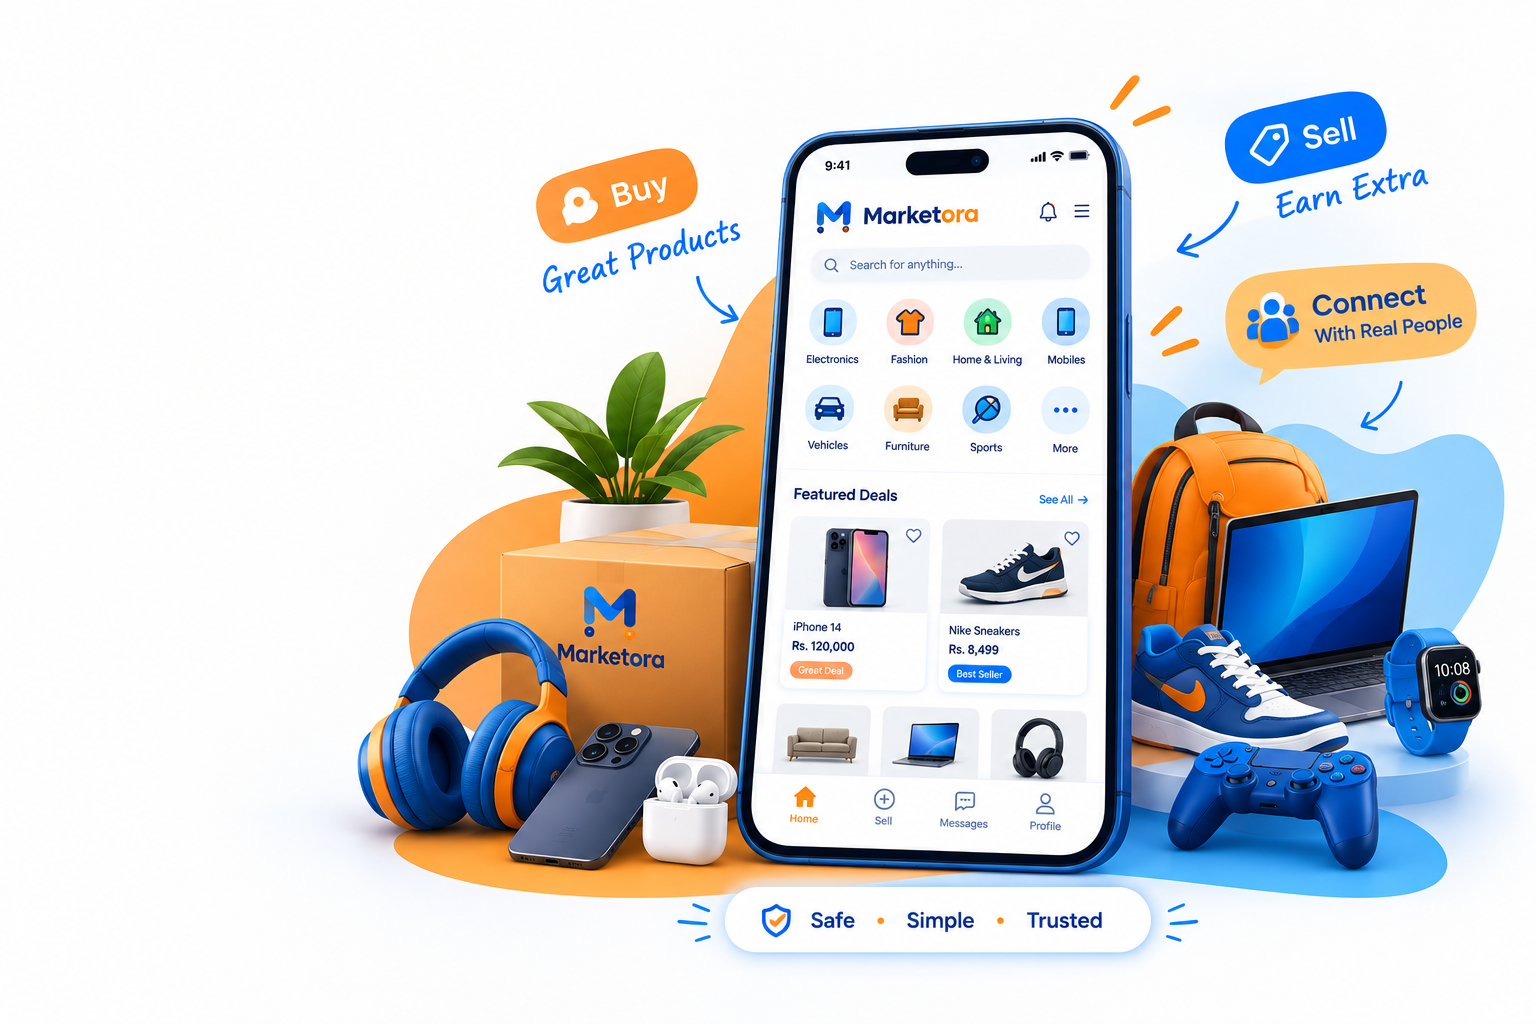 Buy
Great Products
Sell
Earn Extra
Connect
With Real People
9:41
Marketora
Search for anything...
Electronics
Fashion
Home & Living
Mobiles
Vehicles
Furniture
Sports
More
Featured Deals
See All →
iPhone 14
Rs. 120,000
Great Deal
Nike Sneakers
Rs. 8,499
Best Seller
Home
Sell
Messages
Profile
M
Marketora
10:08
Safe • Simple • Trusted